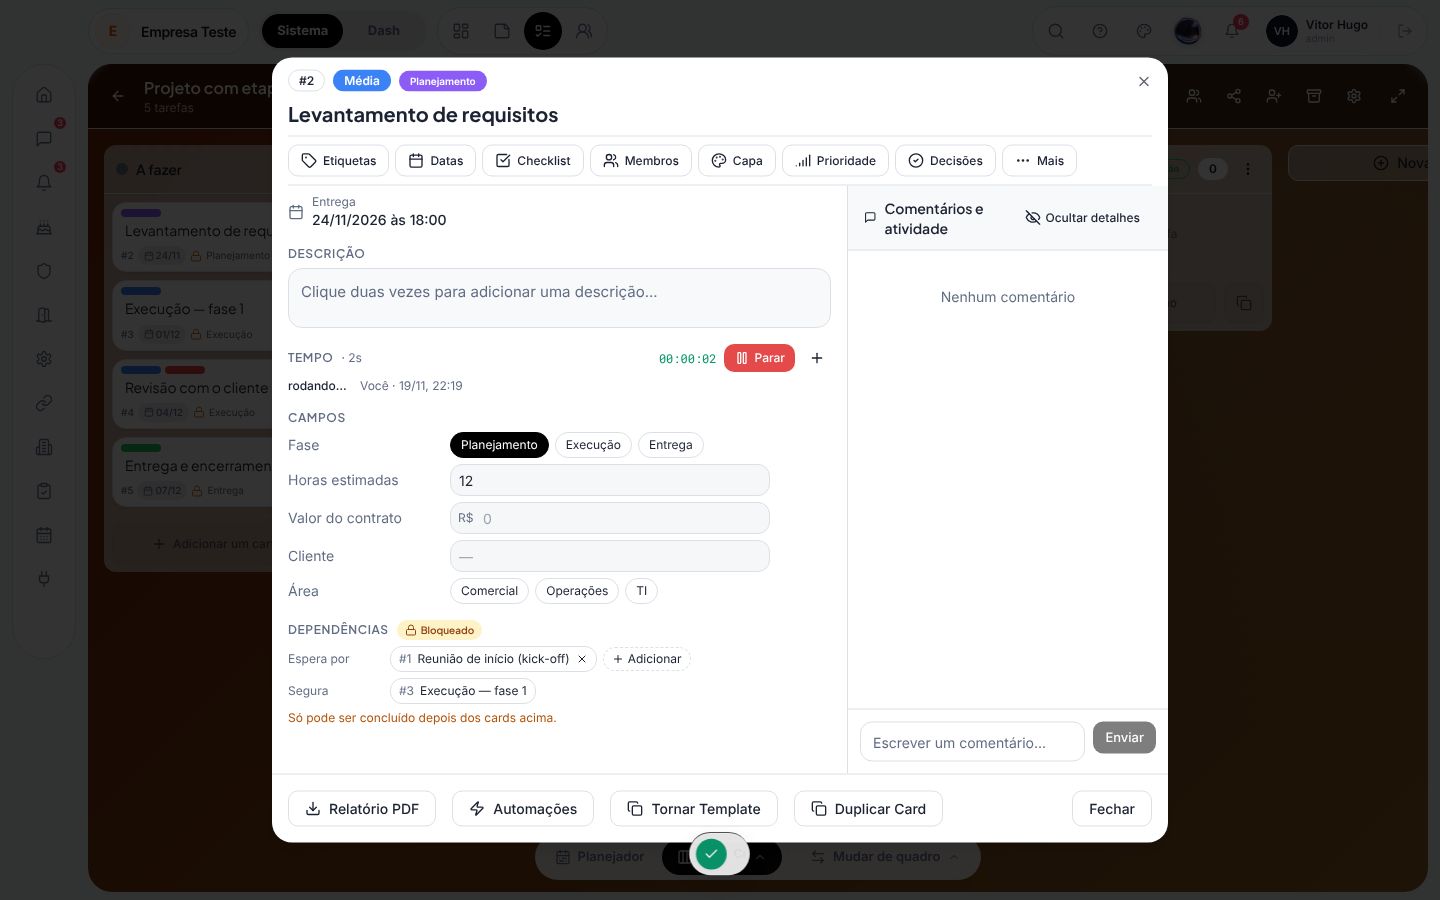 E Empresa Teste Sistema Dash 6 VH Vitor Hugo
admin
Projeto com etap
5 tarefas
3
3
A fazer
Levantamento de requ
#2 24/11 Planejamento
Execução — fase 1
#3 01/12 Execução
Revisão com o cliente
#4 04/12 Execução
Entrega e encerramen
#5 07/12 Entrega
Adicionar um car
0
Nova
#2 Média Planejamento
Levantamento de requisitos
Etiquetas Datas Checklist Membros Capa Prioridade Decisões Mais
Entrega
24/11/2026 às 18:00
DESCRIÇÃO
Clique duas vezes para adicionar uma descrição...
TEMPO · 2s 00:00:02 Parar
rodando... Você · 19/11, 22:19
CAMPOS
Fase Planejamento Execução Entrega
Horas estimadas 12
Valor do contrato R$ 0
Cliente —
Área Comercial Operações TI
DEPENDÊNCIAS Bloqueado
Espera por #1 Reunião de início (kick-off) Adicionar
Segura #3 Execução — fase 1
Só pode ser concluído depois dos cards acima.
Comentários e
atividade
Ocultar detalhes
Nenhum comentário
Escrever um comentário...
Enviar
Relatório PDF Automações Tornar Template Duplicar Card Fechar
Planejador Mudar de quadro